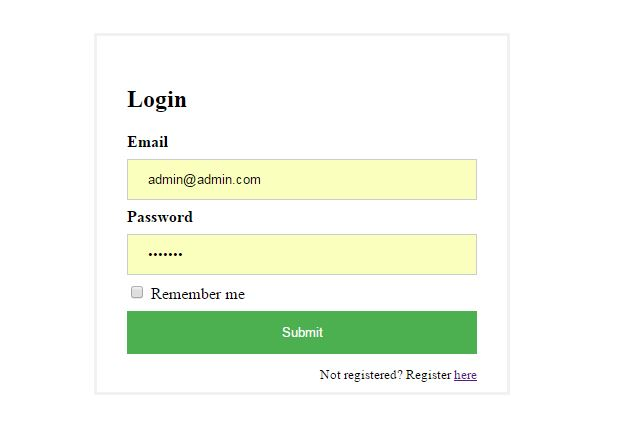 Login
Email
admin@admin.com
Password
•••••••
Remember me
Submit
Not registered? Register here